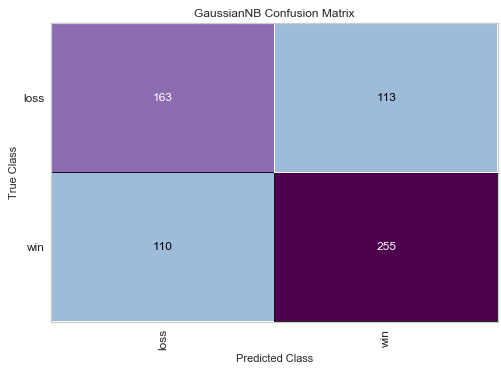 GaussianNB Confusion Matrix
True Class
loss
163
113
win
110
255
loss
win
Predicted Class